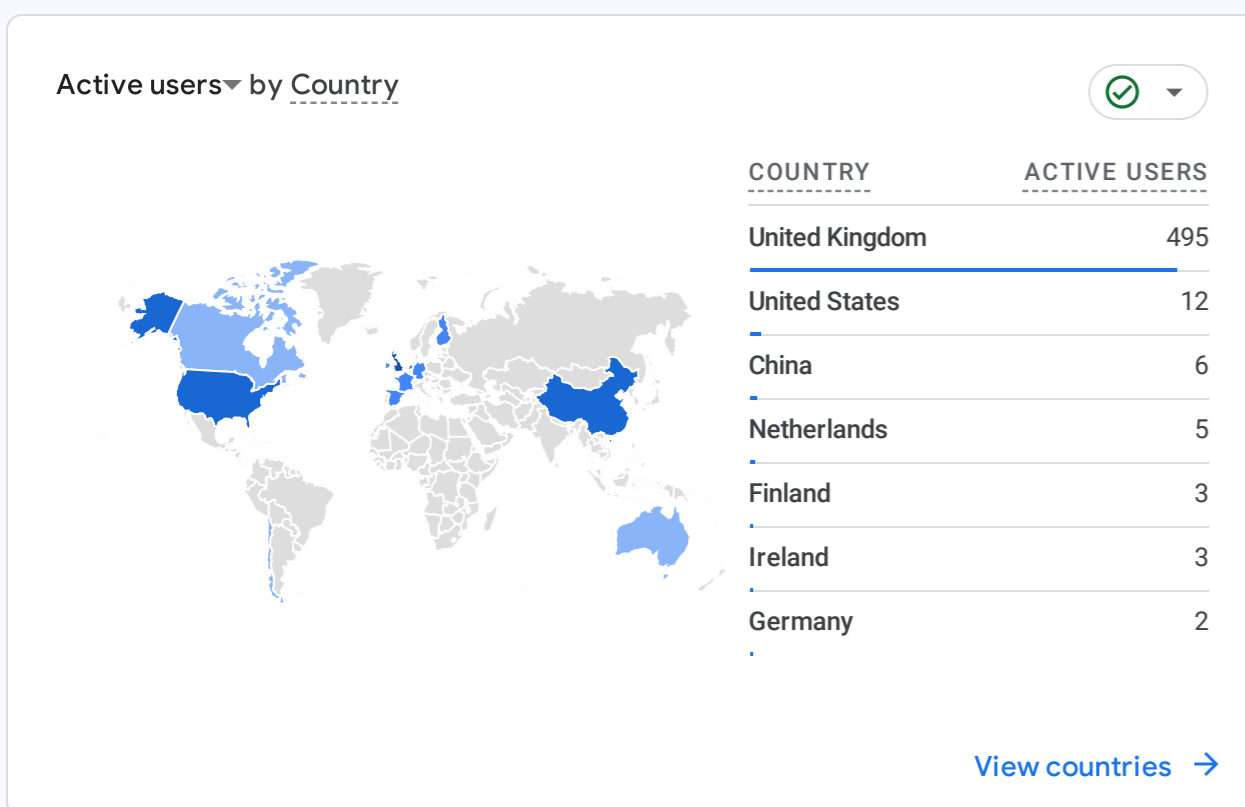 Active users by Country
COUNTRY ACTIVE USERS
United Kingdom 495
United States 12
China 6
Netherlands 5
Finland 3
Ireland 3
Germany 2
View countries